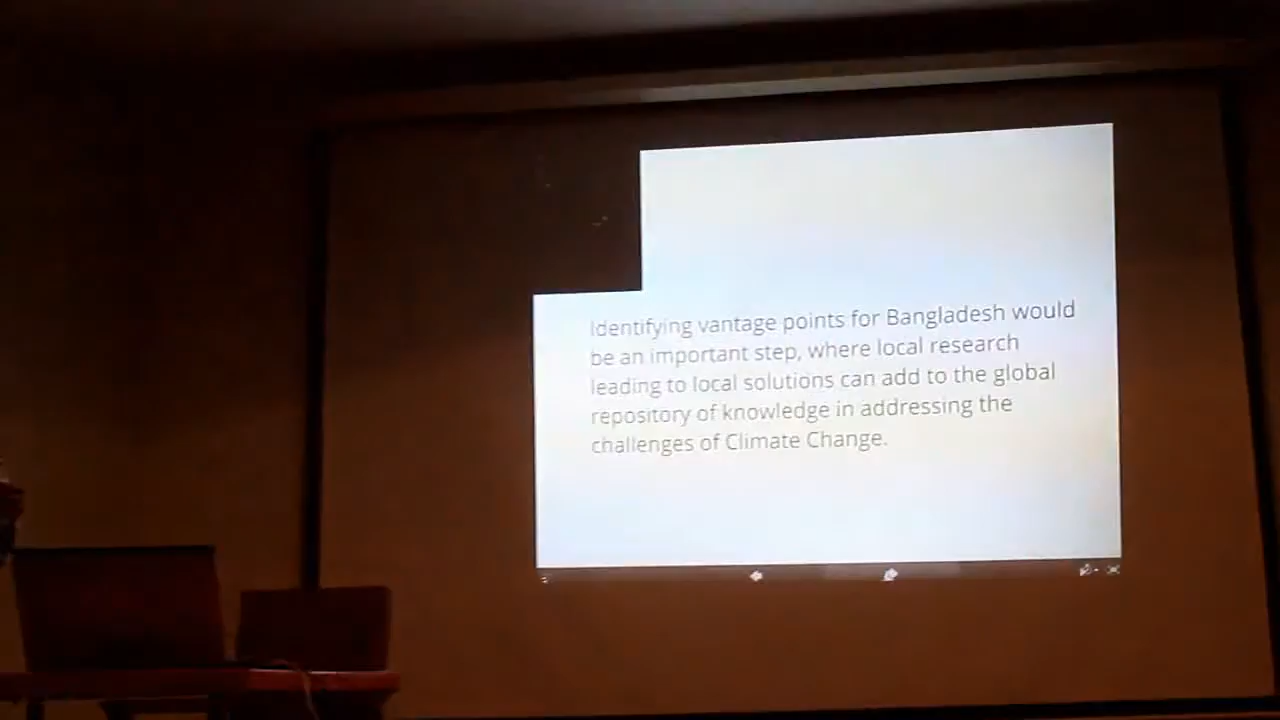 Identifying vantage points for Bangladesh would
be an important step, where local research
leading to local solutions can add to the global
repository of knowledge in addressing the
challenges of Climate Change.